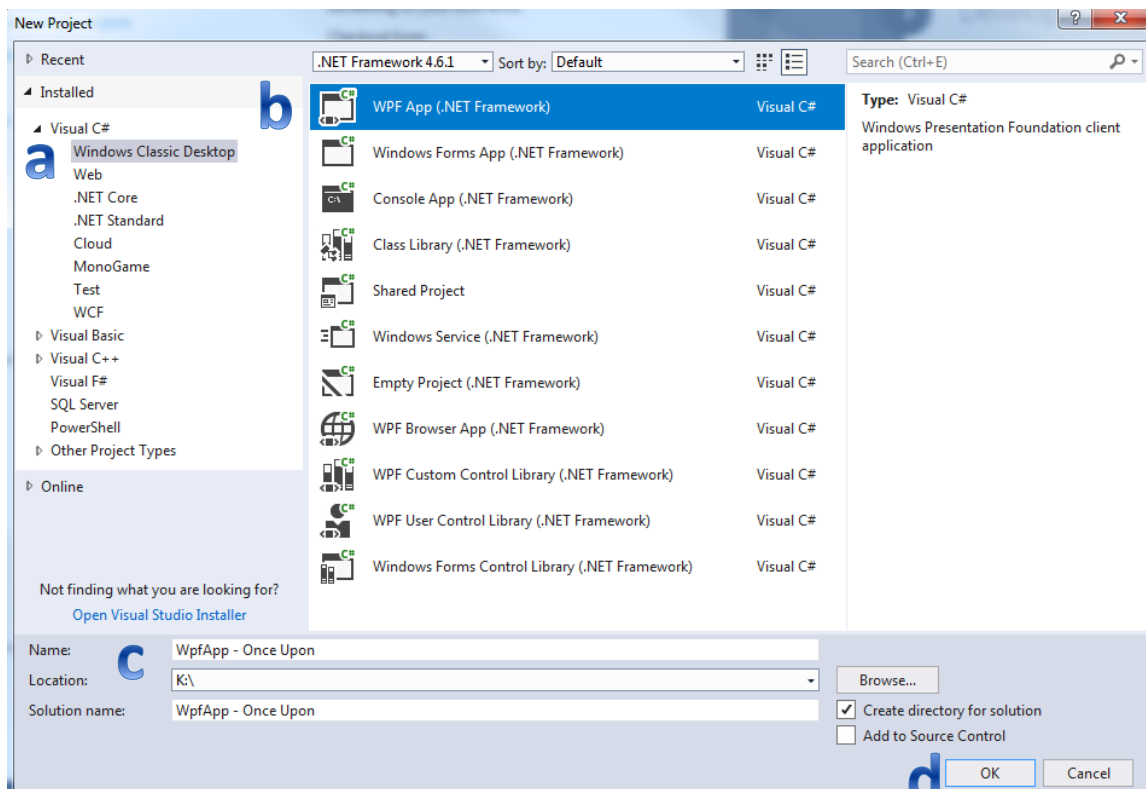 New Project
Recent
.NET Framework 4.6.1 Sort by: Default
Search (Ctrl+E)
Installed
b
Visual C#
a
Windows Classic Desktop
Web
.NET Core
.NET Standard
Cloud
MonoGame
Test
WCF
Visual Basic
Visual C++
Visual F#
SQL Server
PowerShell
Other Project Types
Online
Not finding what you are looking for?
Open Visual Studio Installer
C# WPF App (.NET Framework) Visual C#
C# Windows Forms App (.NET Framework) Visual C#
C# C:\ Console App (.NET Framework) Visual C#
C# Class Library (.NET Framework) Visual C#
C# Shared Project Visual C#
C# Windows Service (.NET Framework) Visual C#
C# Empty Project (.NET Framework) Visual C#
C# WPF Browser App (.NET Framework) Visual C#
C# WPF Custom Control Library (.NET Framework) Visual C#
C# WPF User Control Library (.NET Framework) Visual C#
C# Windows Forms Control Library (.NET Framework) Visual C#
Type: Visual C#
Windows Presentation Foundation client
application
Name: WpfApp - Once Upon
c
Location: K:\ Browse...
Solution name: WpfApp - Once Upon
Create directory for solution
Add to Source Control
d
OK Cancel